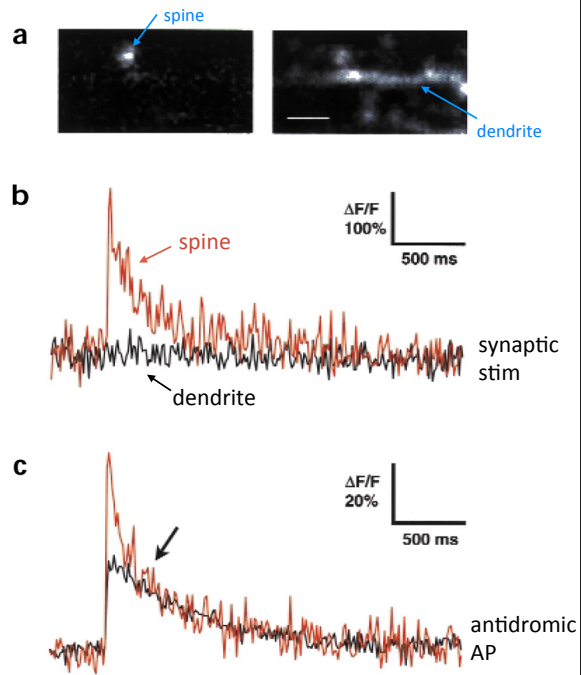 spine
a
dendrite
b
spine
ΔF/F
100%
500 ms
synaptic
stim
dendrite
c
ΔF/F
20%
500 ms
antidromic
AP